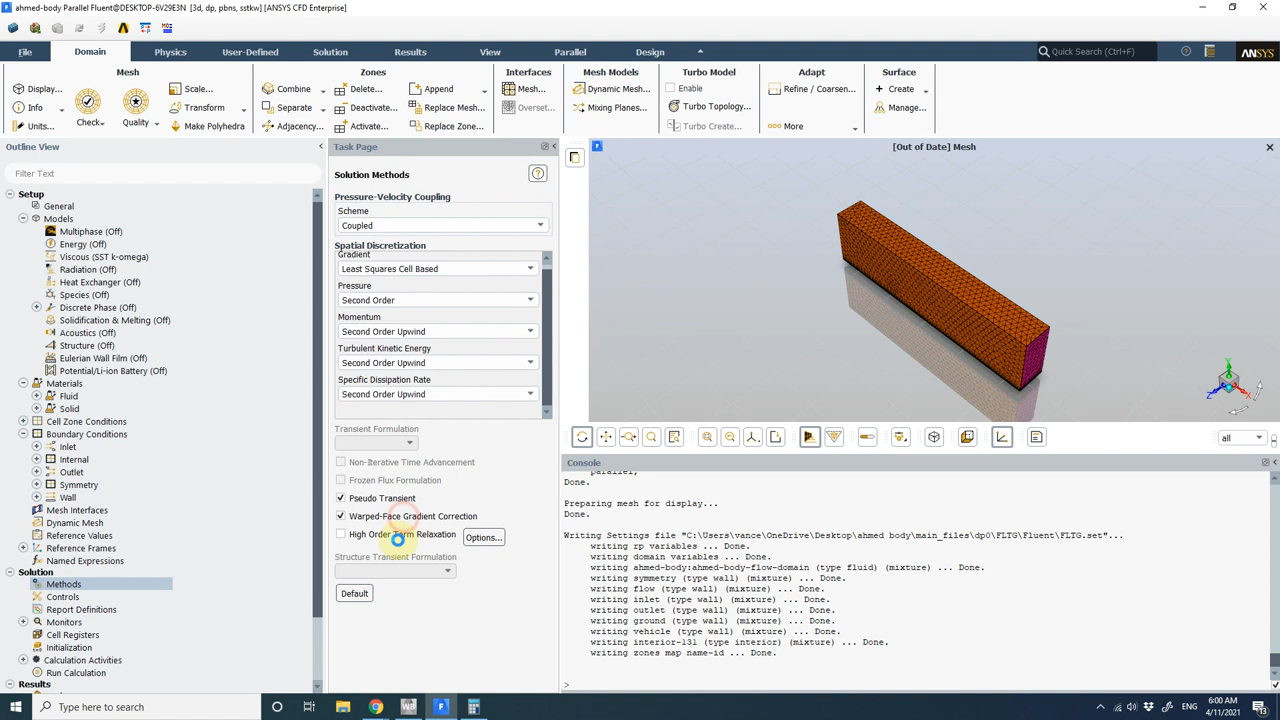 ahmed-body Parallel Fluent@DESKTOP-6V29E3N [3d, dp, pbns, sstkw] [ANSYS CFD Enterprise]
File Domain Physics User-Defined Solution Results View Parallel Design Quick Search (Ctrl+F) ANSYS
Mesh Zones Interfaces Mesh Models Turbo Model Adapt Surface
Display... Scale... Combine Delete... Append Mesh... Dynamic Mesh... Enable Refine / Coarsen... Create
Info Check Quality Transform Separate Deactivate... Replace Mesh... Overset... Mixing Planes... Turbo Topology... Manage...
Units... Make Polyhedra Adjacency... Activate... Replace Zone... Turbo Create... More
Outline View
Filter Text
Setup
General
Models
Multiphase (Off)
Energy (Off)
Viscous (SST k-omega)
Radiation (Off)
Heat Exchanger (Off)
Species (Off)
Discrete Phase (Off)
Solidification & Melting (Off)
Acoustics (Off)
Structure (Off)
Eulerian Wall Film (Off)
Potential/Li-ion Battery (Off)
Materials
Fluid
Solid
Cell Zone Conditions
Boundary Conditions
Inlet
Internal
Outlet
Symmetry
Wall
Mesh Interfaces
Dynamic Mesh
Reference Values
Reference Frames
Named Expressions
Solution
Methods
Controls
Report Definitions
Monitors
Cell Registers
Initialization
Calculation Activities
Run Calculation
Results
Task Page
Solution Methods
Pressure-Velocity Coupling
Scheme
Coupled
Spatial Discretization
Gradient
Least Squares Cell Based
Pressure
Second Order
Momentum
Second Order Upwind
Turbulent Kinetic Energy
Second Order Upwind
Specific Dissipation Rate
Second Order Upwind
Transient Formulation
Non-Iterative Time Advancement
Frozen Flux Formulation
Pseudo Transient
Warped-Face Gradient Correction
High Order Term Relaxation Options...
Structure Transient Formulation
Default
[Out of Date] Mesh
Y
Z X
all
Console
parallel,
Done.
Preparing mesh for display...
Done.
Writing Settings file "C:\Users\vance\OneDrive\Desktop\ahmed body\main_files\dp0\FLTG\Fluent\FLTG.set"...
writing rp variables ... Done.
writing domain variables ... Done.
writing ahmed-body:ahmed-body-flow-domain (type fluid) (mixture) ... Done.
writing symmetry (type wall) (mixture) ... Done.
writing flow (type wall) (mixture) ... Done.
writing inlet (type wall) (mixture) ... Done.
writing outlet (type wall) (mixture) ... Done.
writing ground (type wall) (mixture) ... Done.
writing vehicle (type wall) (mixture) ... Done.
writing interior-131 (type interior) (mixture) ... Done.
writing zones map name-id ... Done.
>
Type here to search
WB
F
ENG
6:00 AM
4/11/2021
13